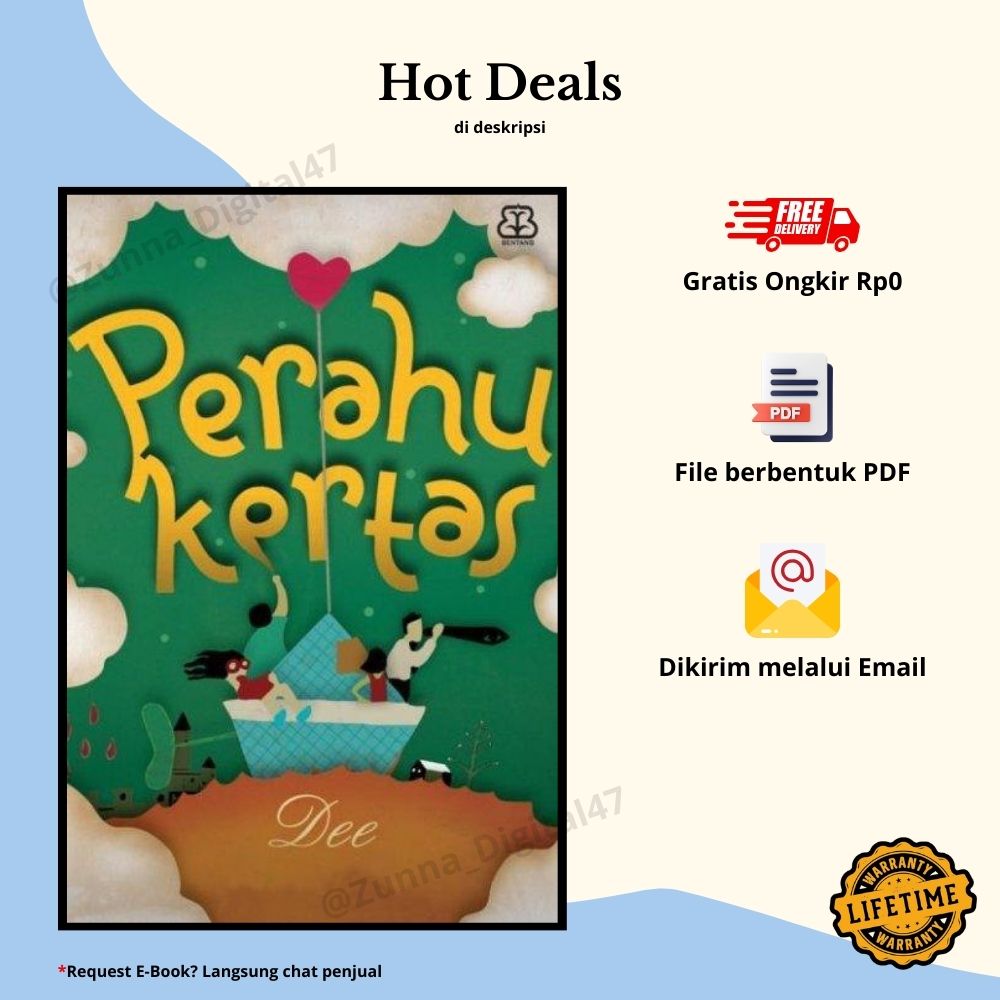 Hot Deals
di deskripsi
@Zunna_Digital47
BENTANG
Perahu
kertas
Dee
@Zunna_Digital47
FREE
DELIVERY
Gratis Ongkir Rp0
PDF
File berbentuk PDF
@
Dikirim melalui Email
WARRANTY
LIFETIME
WARRANTY
*Request E-Book? Langsung chat penjual